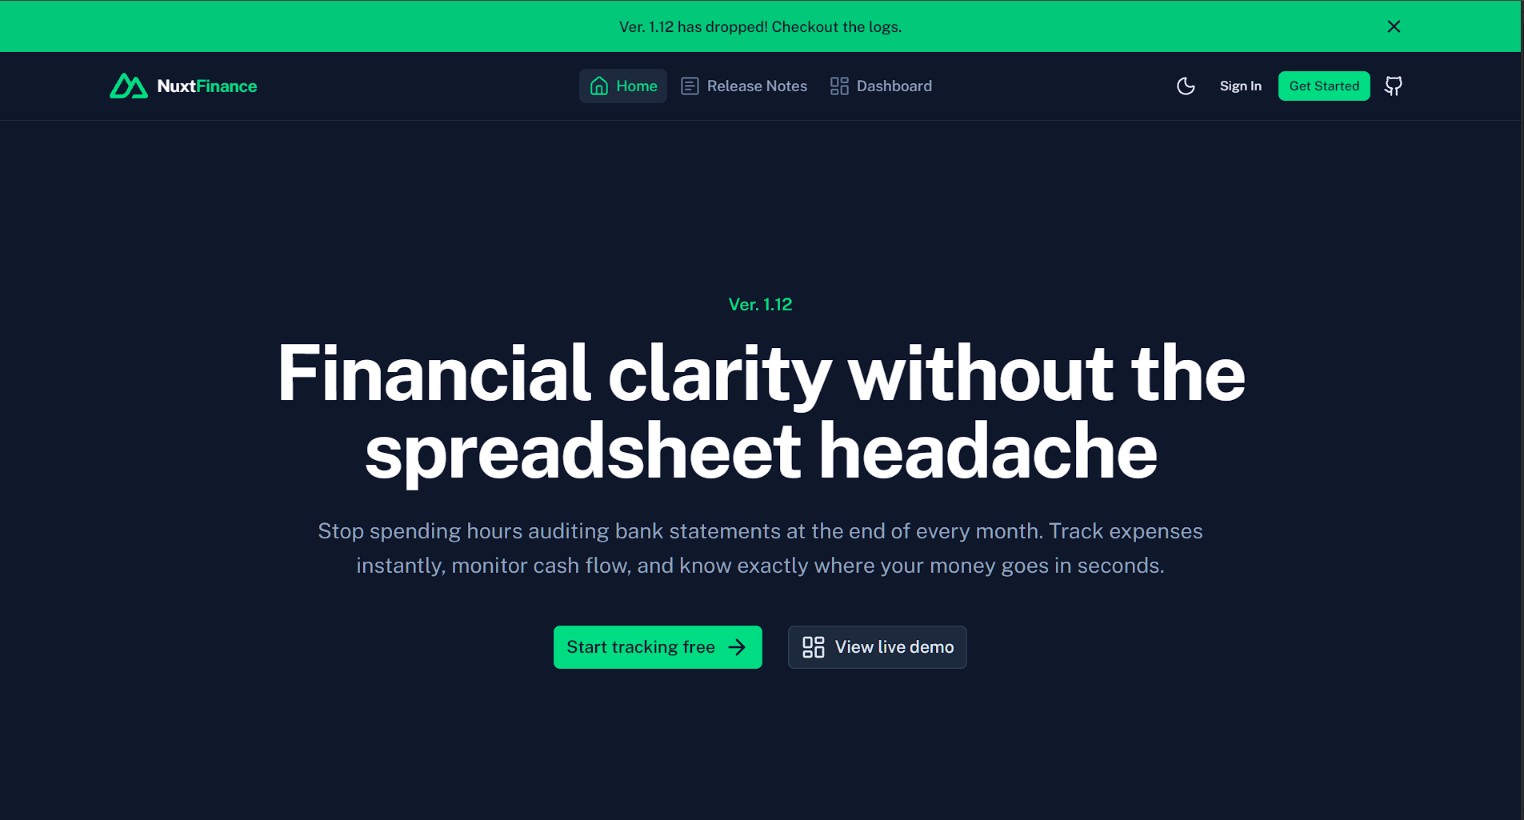 Ver. 1.12 has dropped! Checkout the logs.
NuxtFinance
Home
Release Notes
Dashboard
Sign In
Get Started
Ver. 1.12
Financial clarity without the
spreadsheet headache
Stop spending hours auditing bank statements at the end of every month. Track expenses
instantly, monitor cash flow, and know exactly where your money goes in seconds.
Start tracking free
View live demo